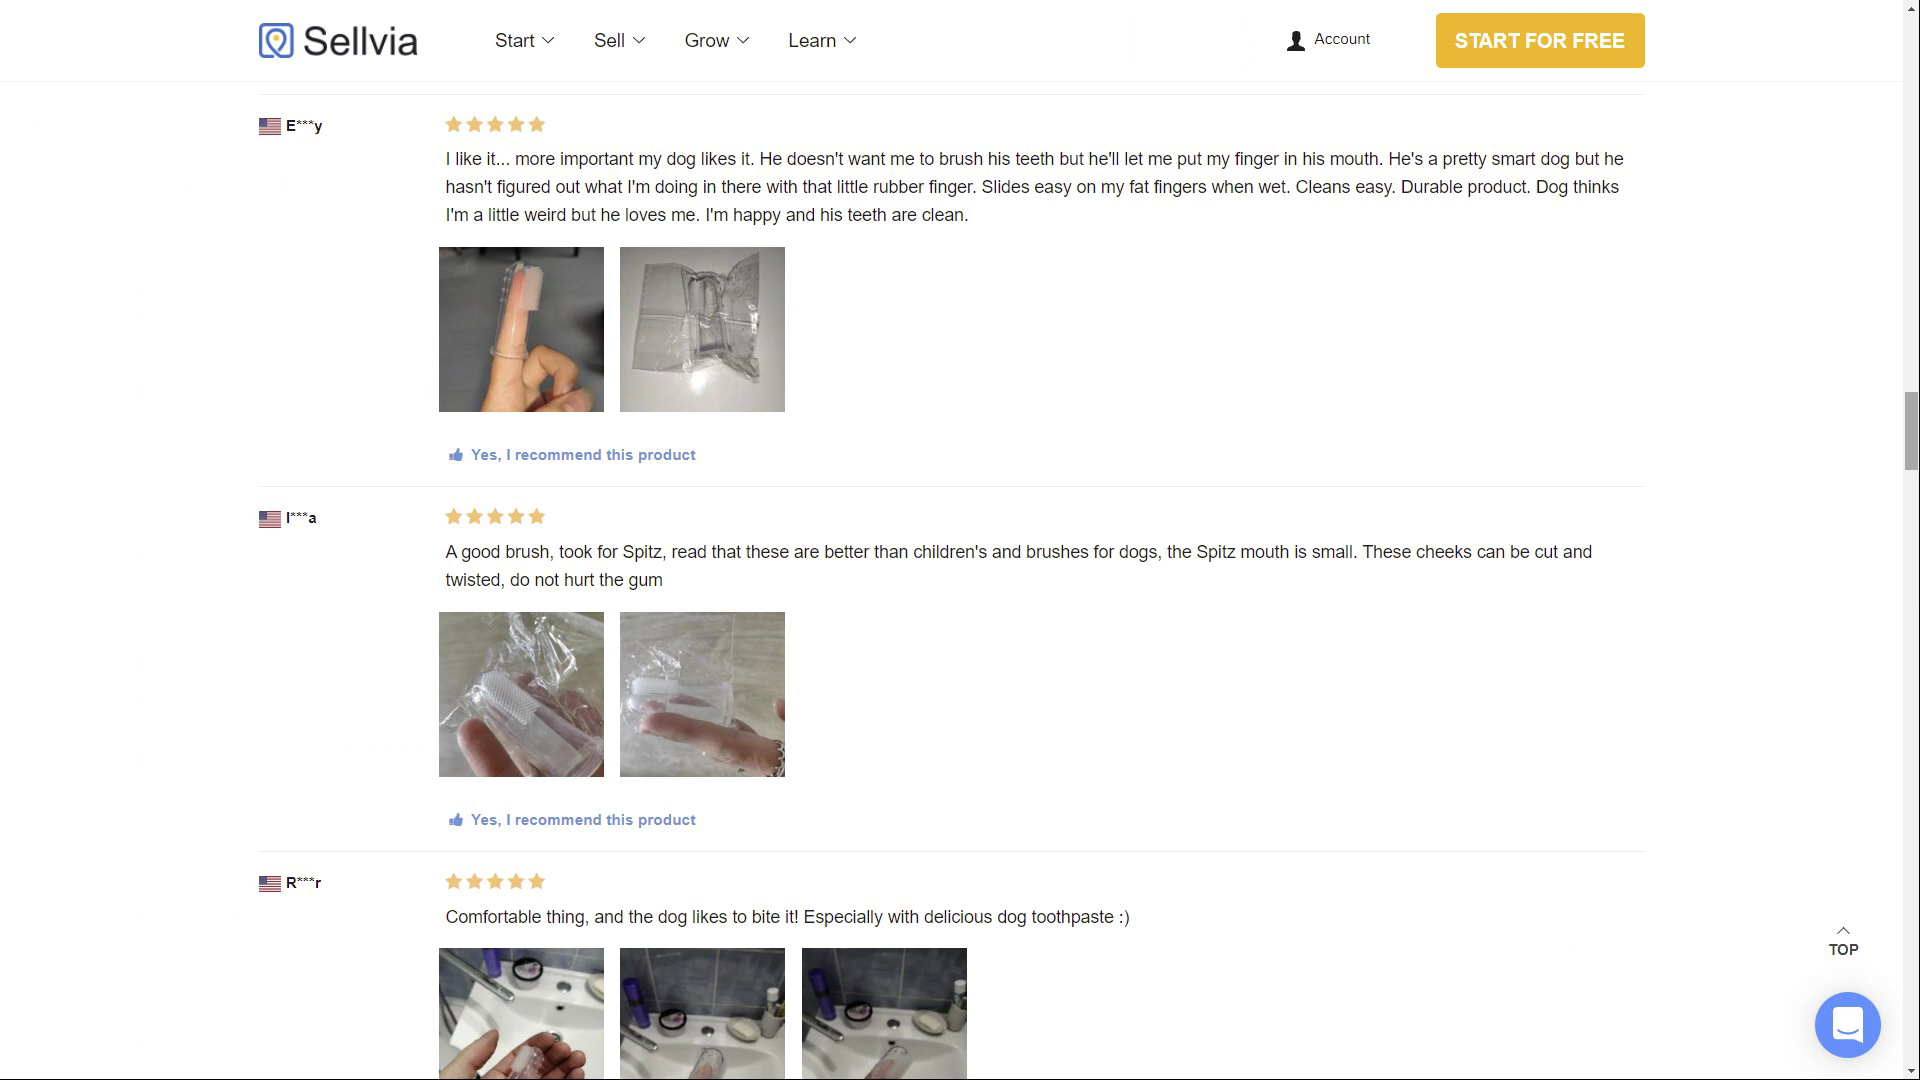 Sellvia
Start
Sell
Grow
Learn
Account
START FOR FREE
E***y
I like it... more important my dog likes it. He doesn't want me to brush his teeth but he'll let me put my finger in his mouth. He's a pretty smart dog but he
hasn't figured out what I'm doing in there with that little rubber finger. Slides easy on my fat fingers when wet. Cleans easy. Durable product. Dog thinks
I'm a little weird but he loves me. I'm happy and his teeth are clean.
Yes, I recommend this product
I***a
A good brush, took for Spitz, read that these are better than children's and brushes for dogs, the Spitz mouth is small. These cheeks can be cut and
twisted, do not hurt the gum
Yes, I recommend this product
R***r
Comfortable thing, and the dog likes to bite it! Especially with delicious dog toothpaste :)
TOP